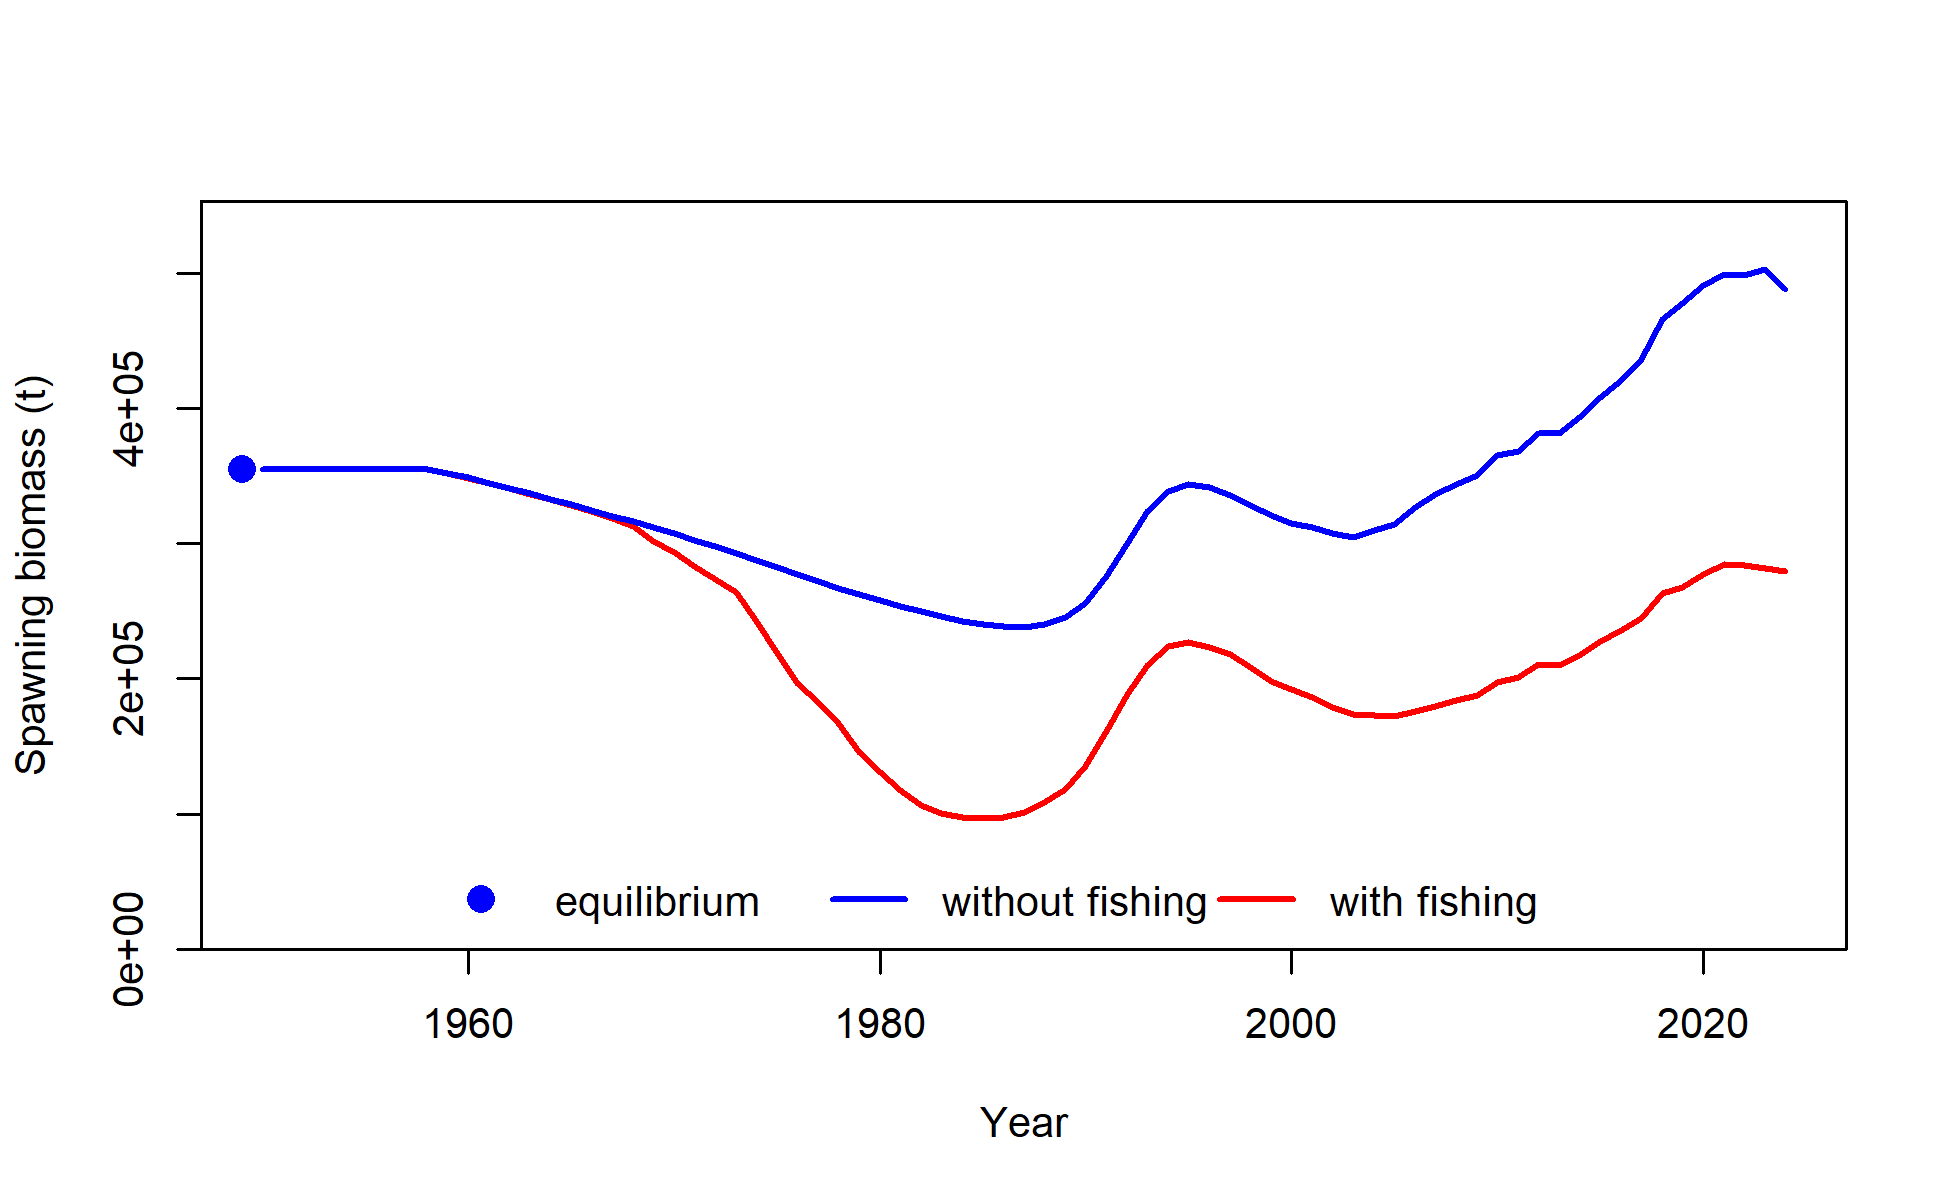 Spawning biomass (t)
4e+05
2e+05
0e+00
equilibrium without fishing with fishing
1960 1980 2000 2020
Year